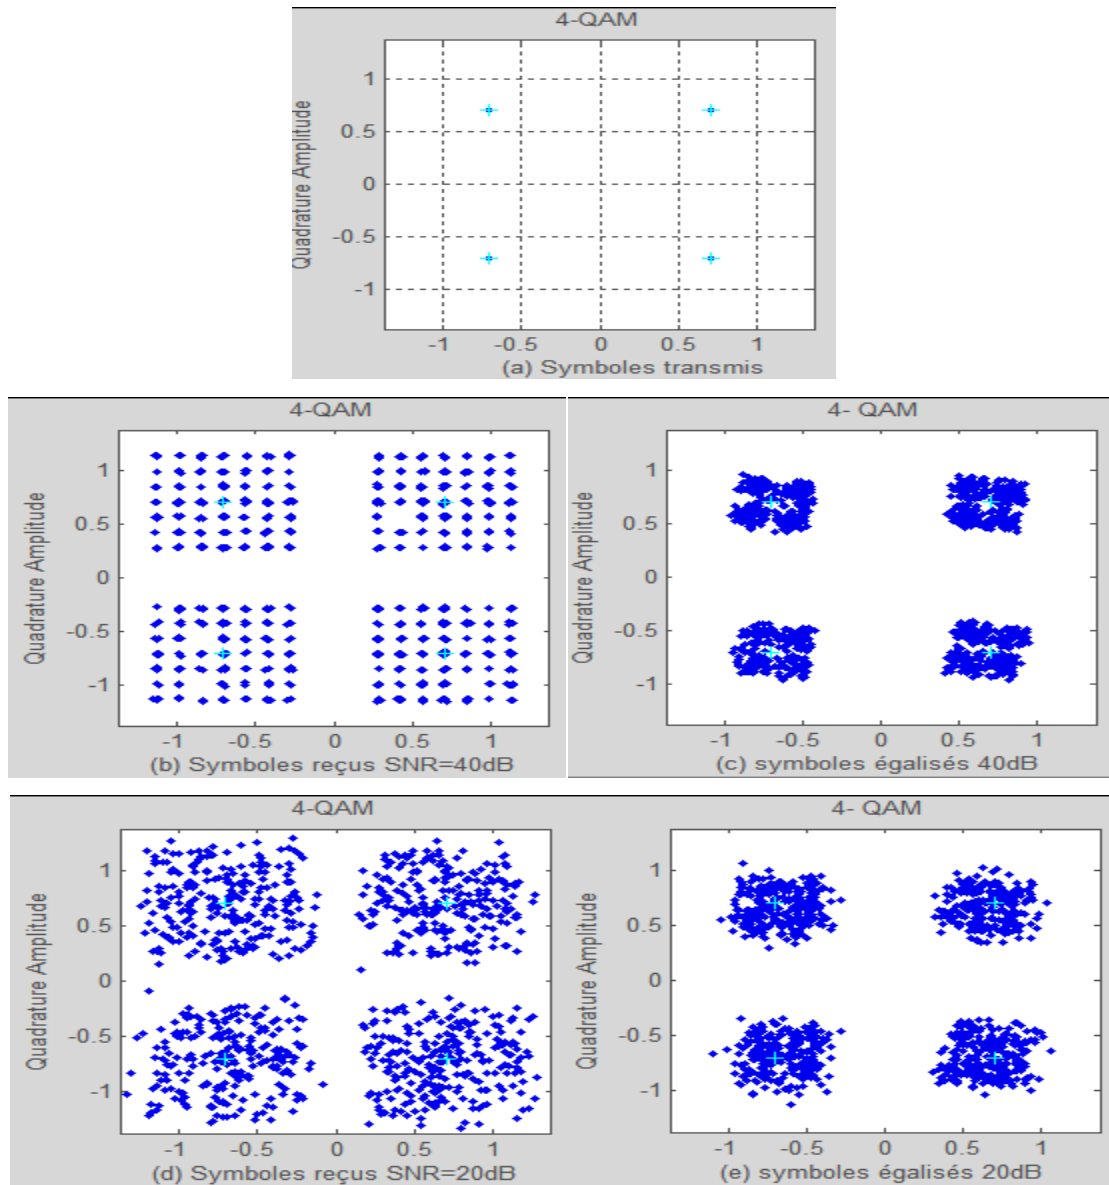 4-QAM
Quadrature Amplitude
1
0.5
0
-0.5
-1
-1 -0.5 0 0.5 1
(a) Symboles transmis
4-QAM
Quadrature Amplitude
1
0.5
0
-0.5
-1
-1 -0.5 0 0.5 1
(b) Symboles reçus SNR=40dB
4- QAM
1
0.5
0
-0.5
-1
-1 -0.5 0 0.5 1
(c) symboles égalisés 40dB
4-QAM
Quadrature Amplitude
1
0.5
0
-0.5
-1
-1 -0.5 0 0.5 1
(d) Symboles reçus SNR=20dB
4- QAM
Quadrature Amplitude
1
0.5
0
-0.5
-1
-1 -0.5 0 0.5 1
(e) symboles égalisés 20dB